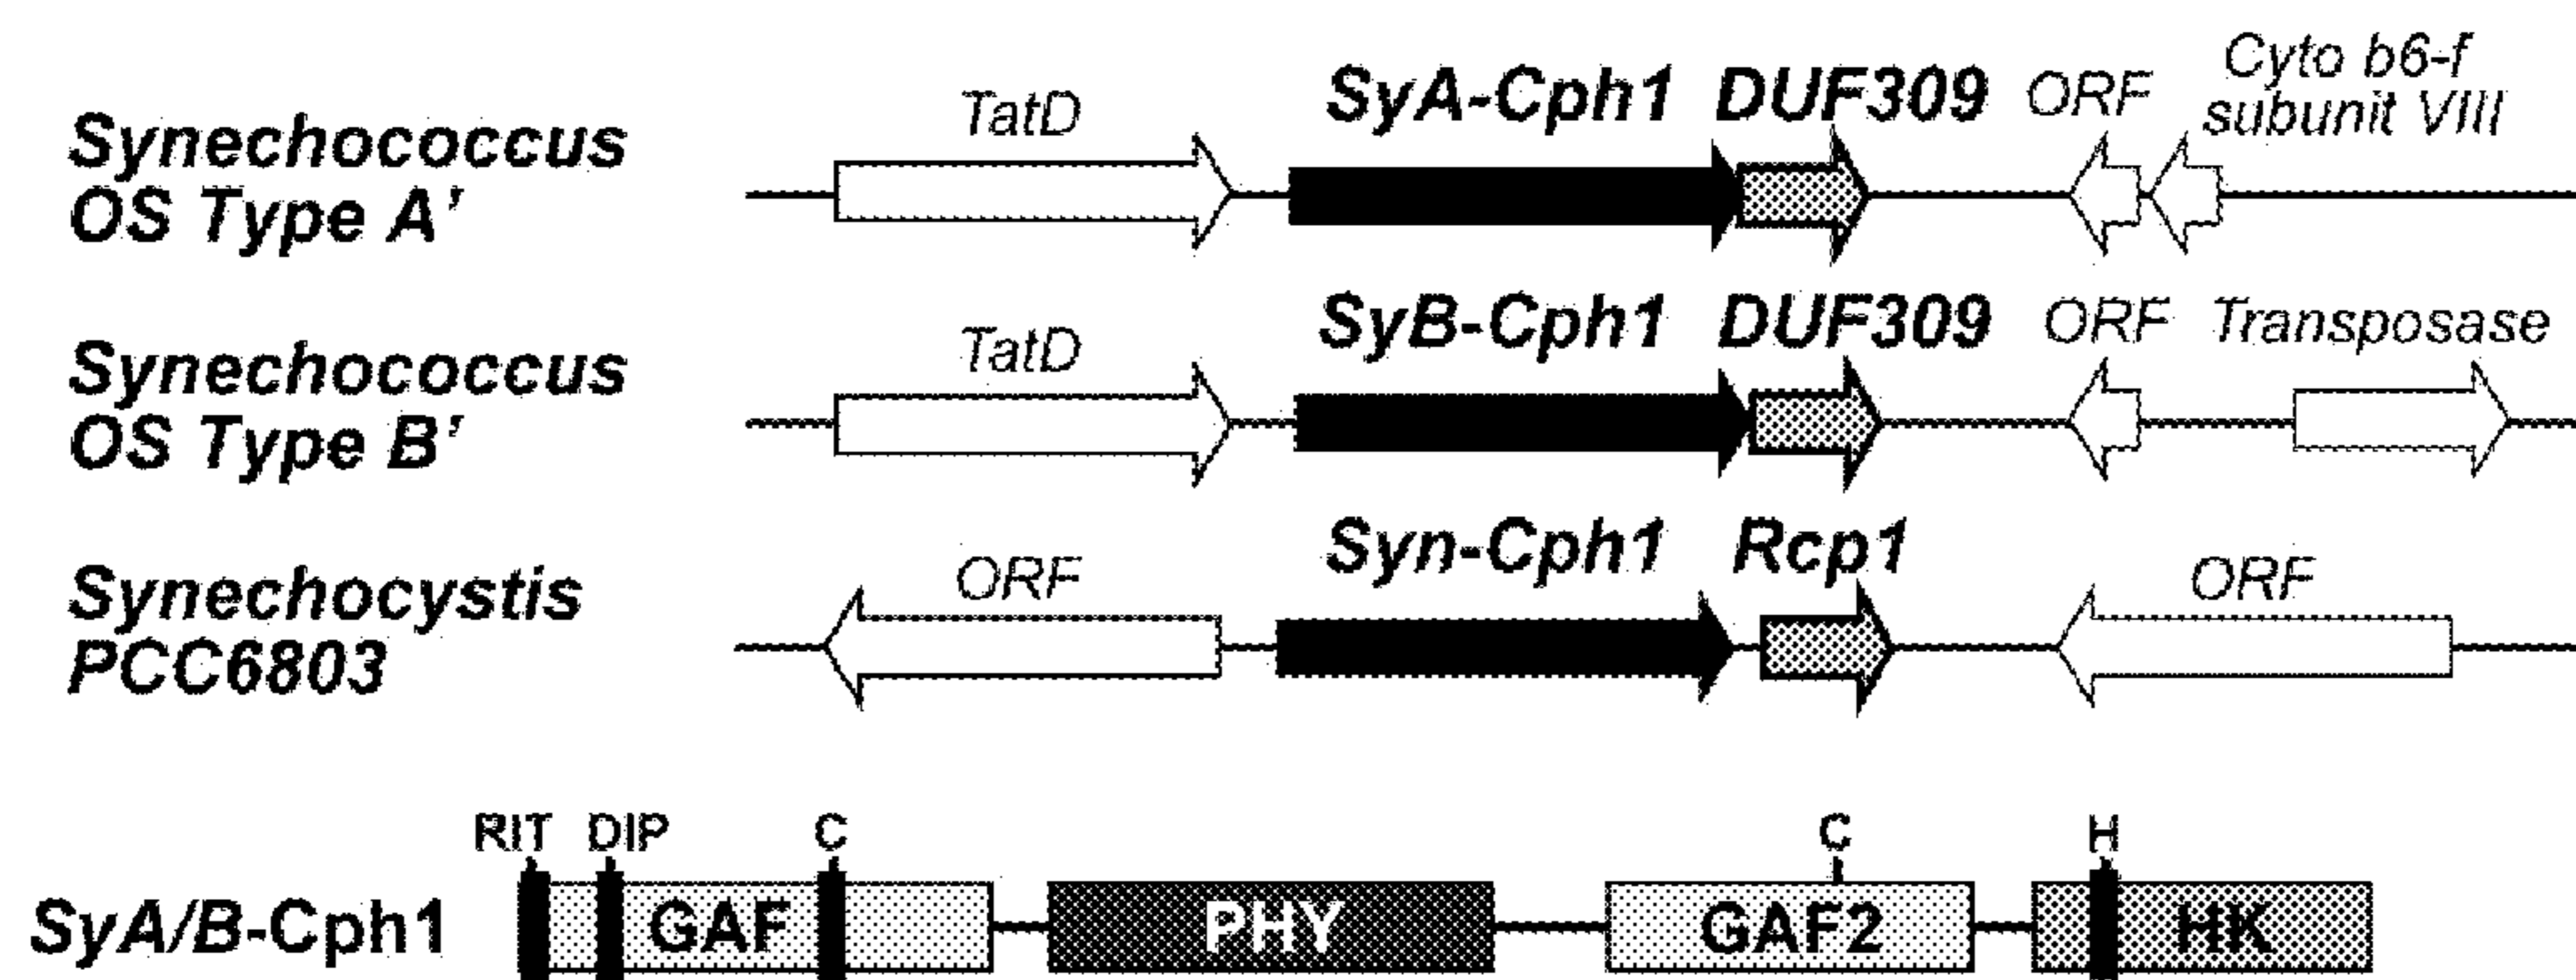 Cyto b6-f
TatD SyA-Cph1 DUF309 ORF subunit VIII
Synechococcus
OS Type A'
TatD SyB-Cph1 DUF309 ORF Transposase
Synechococcus
OS Type B'
ORF Syn-Cph1 Rcp1 ORF
Synechocystis
PCC6803
RIT DIP C C H
SyA/B-Cph1 GAF PHY GAF2 HK